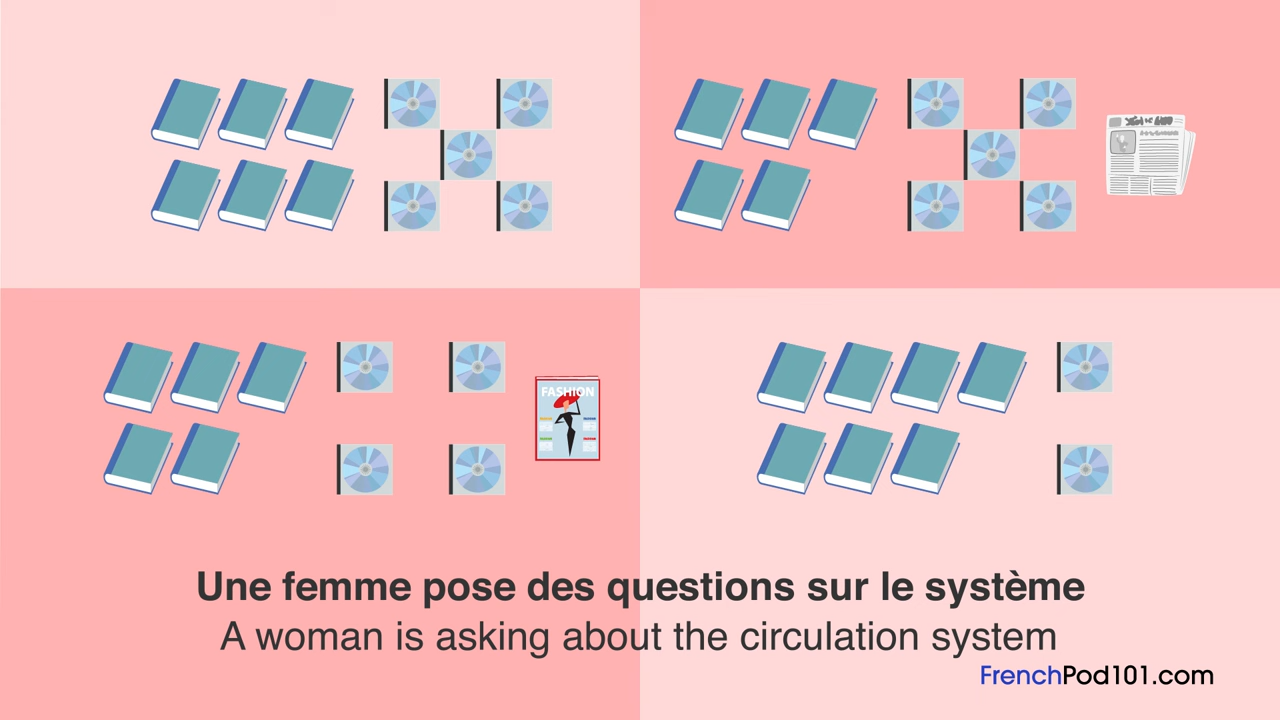 FASHION
Une femme pose des questions sur le système
A woman is asking about the circulation system
FrenchPod101.com